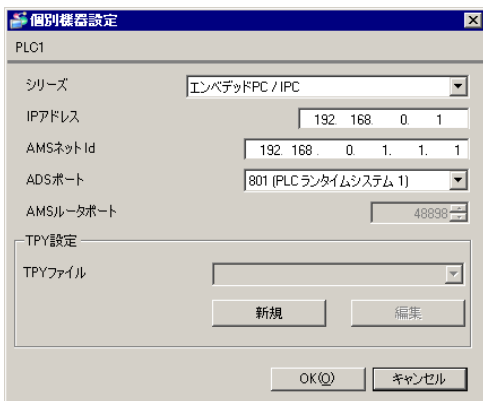 個別機器設定
PLC1
シリーズ エンベデッドPC / IPC
IPアドレス 192. 168. 0. 1
AMSネット Id 192. 168. 0. 1. 1. 1
ADSポート 801 (PLC ランタイムシステム 1)
AMSルータポート 48898
TPY設定
TPYファイル
新規 編集
OK(O) キャンセル